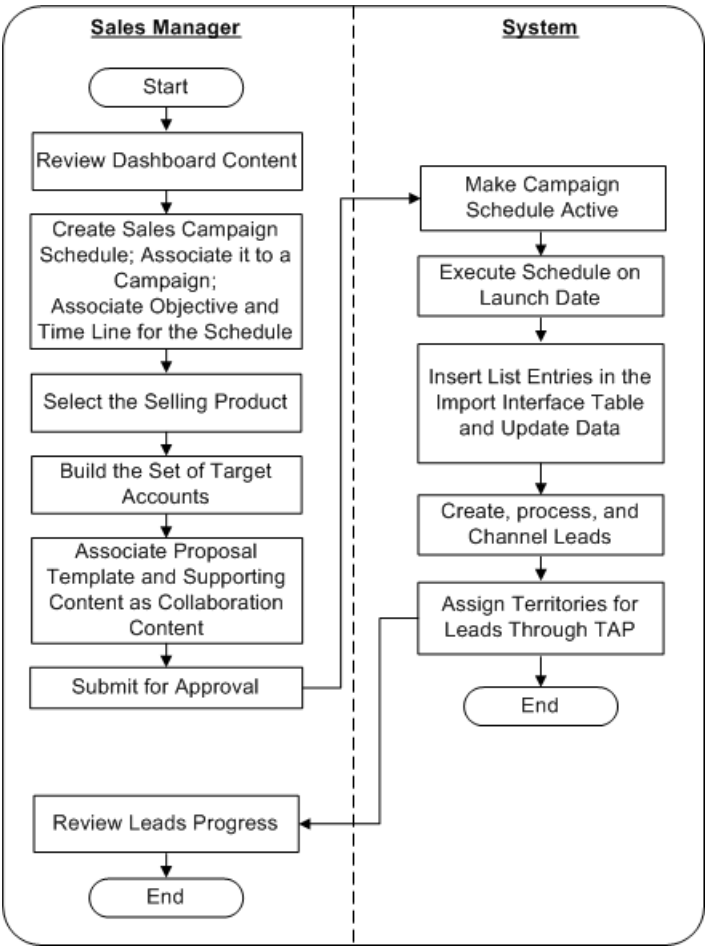 Sales Manager
Start
Review Dashboard Content
Create Sales Campaign
Schedule; Associate it to a
Campaign;
Associate Objective and
Time Line for the Schedule
Select the Selling Product
Build the Set of Target
Accounts
Associate Proposal
Template and Supporting
Content as Collaboration
Content
Submit for Approval
Review Leads Progress
End
System
Make Campaign
Schedule Active
Execute Schedule on
Launch Date
Insert List Entries in the
Import Interface Table
and Update Data
Create, process, and
Channel Leads
Assign Territories for
Leads Through TAP
End